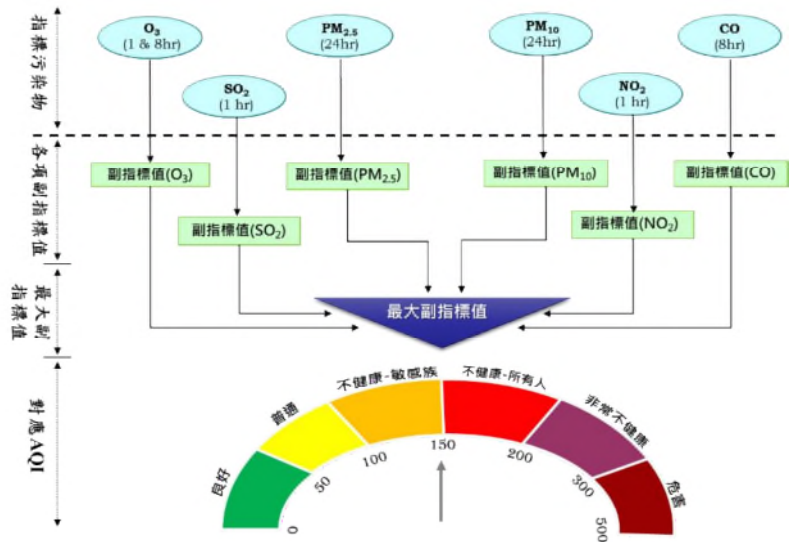 指標污染物
O₃
(1 & 8hr)
PM₂.₅
(24hr)
PM₁₀
(24hr)
CO
(8hr)
SO₂
(1 hr)
NO₂
(1 hr)
各項副指標值
副指標值(O₃)
副指標值(PM₂.₅)
副指標值(PM₁₀)
副指標值(CO)
副指標值(SO₂)
副指標值(NO₂)
最大副
指標值
最大副指標值
對應AQI
良好
普通
不健康-敏感族
不健康-所有人
非常不健康
危害
0
50
100
150
200
300
500